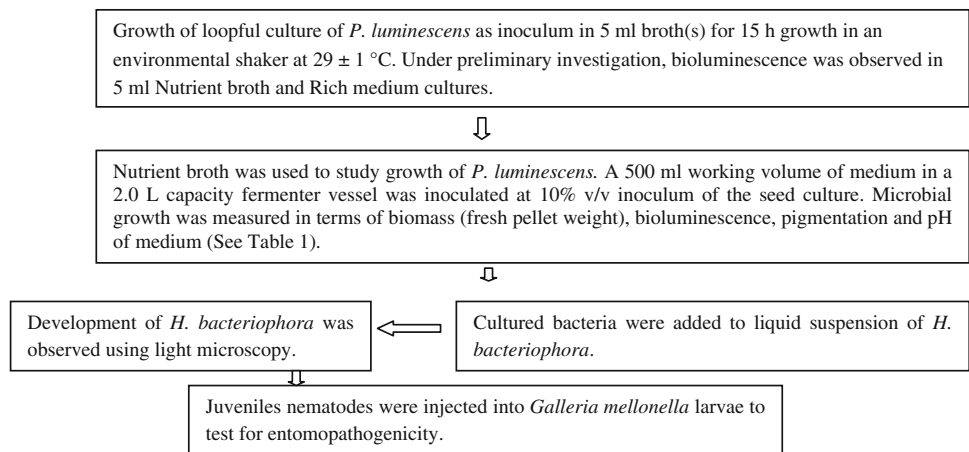 Growth of loopful culture of P. luminescens as inoculum in 5 ml broth(s) for 15 h growth in an
environmental shaker at 29 ± 1 °C. Under preliminary investigation, bioluminescence was observed in
5 ml Nutrient broth and Rich medium cultures.
Nutrient broth was used to study growth of P. luminescens. A 500 ml working volume of medium in a
2.0 L capacity fermenter vessel was inoculated at 10% v/v inoculum of the seed culture. Microbial
growth was measured in terms of biomass (fresh pellet weight), bioluminescence, pigmentation and pH
of medium (See Table 1).
Cultured bacteria were added to liquid suspension of H.
bacteriophora.
Development of H. bacteriophora was
observed using light microscopy.
Juveniles nematodes were injected into Galleria mellonella larvae to
test for entomopathogenicity.